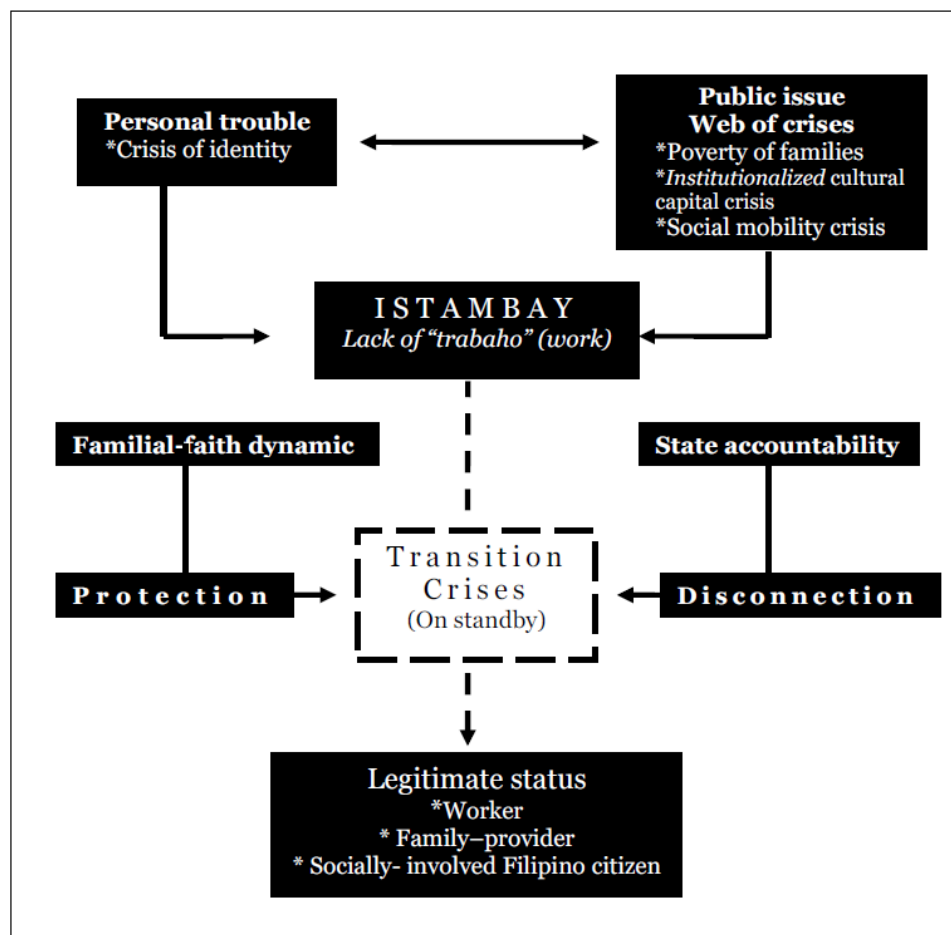 Personal trouble
*Crisis of identity
Public issue
Web of crises
*Poverty of families
*Institutionalized cultural
capital crisis
*Social mobility crisis
ISTAMBAY
Lack of “trabaho” (work)
Familial-faith dynamic
State accountability
Transition
Crises
(On standby)
Protection
Disconnection
Legitimate status
*Worker
* Family–provider
* Socially- involved Filipino citizen